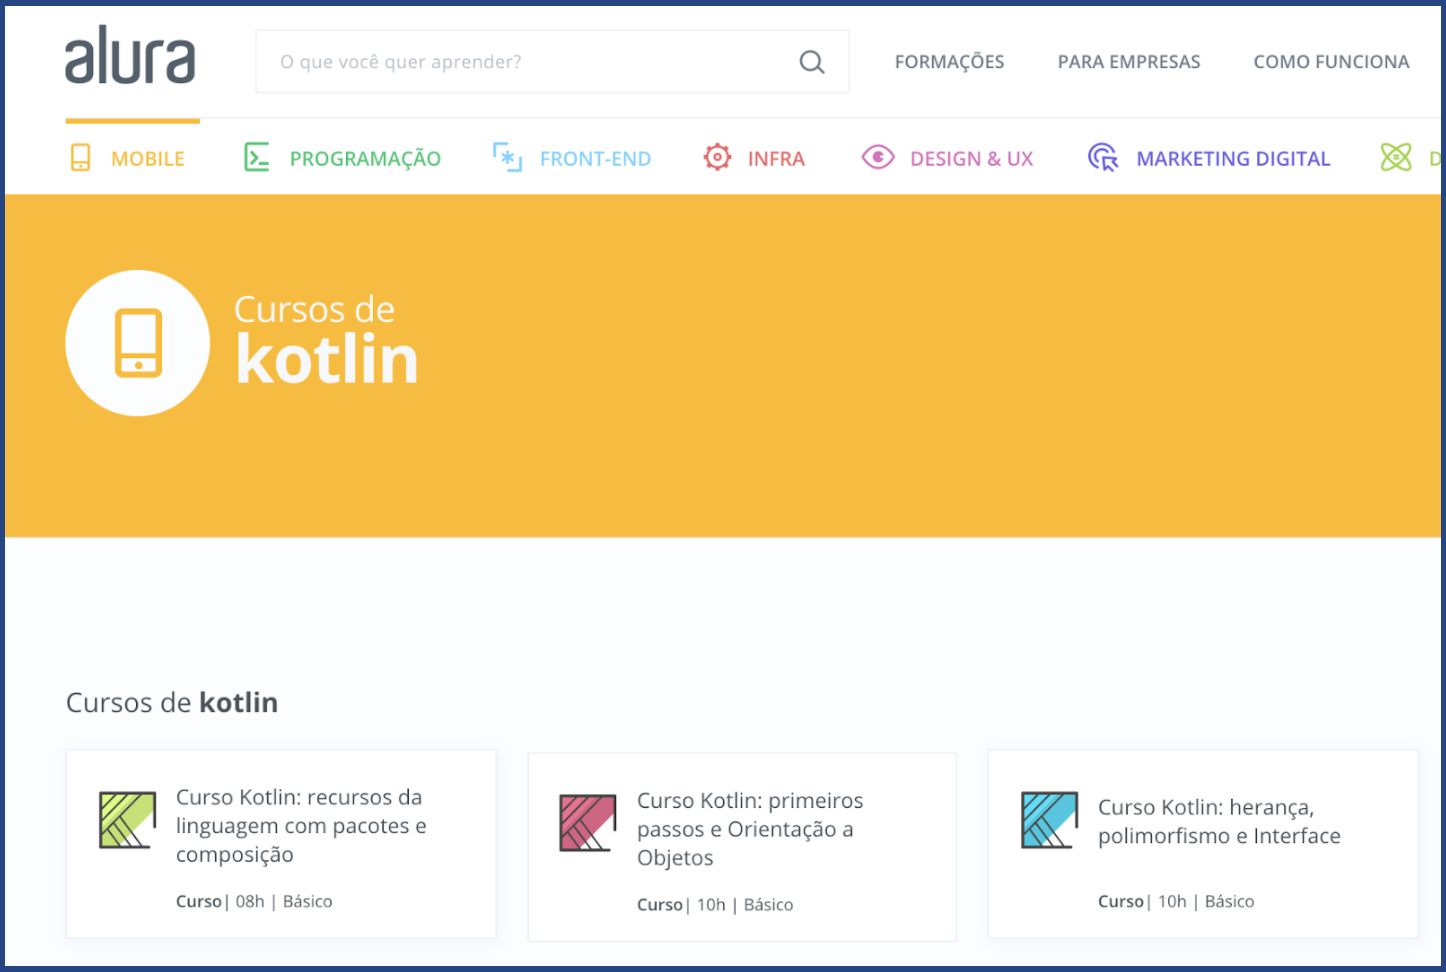 alura
O que você quer aprender?
FORMAÇÕES
PARA EMPRESAS
COMO FUNCIONA
MOBILE
PROGRAMAÇÃO
FRONT-END
INFRA
DESIGN & UX
MARKETING DIGITAL
D
Cursos de
kotlin
Cursos de kotlin
Curso Kotlin: recursos da
linguagem com pacotes e
composição
Curso| 08h | Básico
Curso Kotlin: primeiros
passos e Orientação a
Objetos
Curso| 10h | Básico
Curso Kotlin: herança,
polimorfismo e Interface
Curso| 10h | Básico